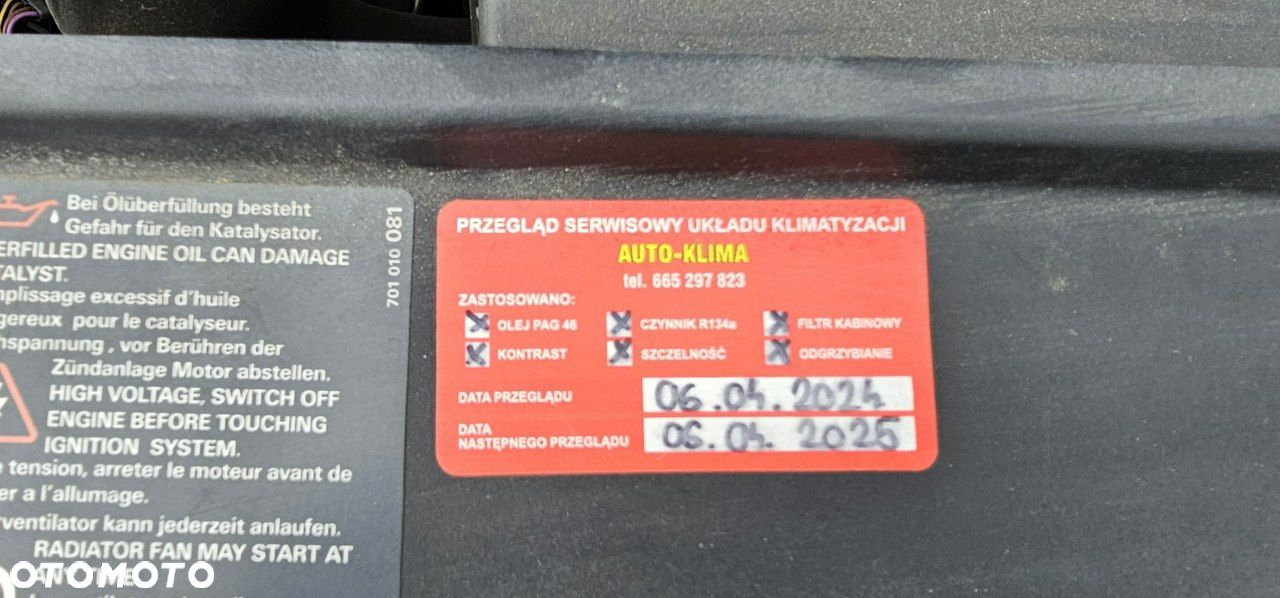 Bei Ölüberfüllung besteht
Gefahr für den Katalysator.
ERFILLED ENGINE OIL CAN DAMAGE
TALYST.
mplissage excessif d'huile
gereux pour le catalyseur.
hspannung, vor Berühren der
Zündanlage Motor abstellen.
HIGH VOLTAGE, SWITCH OFF
ENGINE BEFORE TOUCHING
IGNITION SYSTEM.
e tension, arreter le moteur avant de
er a l'allumage.
rventilator kann jederzeit anlaufen.
RADIATOR FAN MAY START AT
ANY TIME
701 010 081
PRZEGLĄD SERWISOWY UKŁADU KLIMATYZACJI
AUTO-KLIMA
tel. 665 297 823
ZASTOSOWANO:
x OLEJ PAG 46 x CZYNNIK R134a x FILTR KABINOWY
x KONTRAST x SZCZELNOŚĆ x ODGRZYBIANIE
DATA PRZEGLĄDU 06.04.2024
DATA
NASTĘPNEGO PRZEGLĄDU 06.04.2025
OTOMOTO